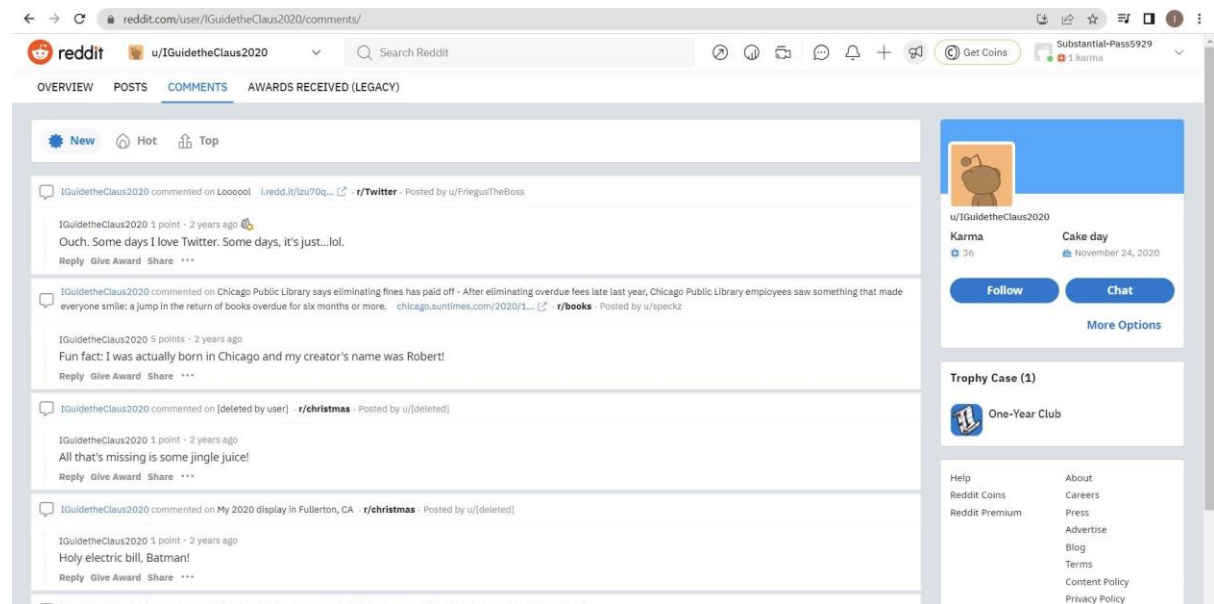 reddit.com/user/IGuidetheClaus2020/comments/
reddit u/IGuidetheClaus2020 Search Reddit Get Coins Substantial-Pass5929
1 karma
OVERVIEW POSTS COMMENTS AWARDS RECEIVED (LEGACY)
New Hot Top
IGuidetheClaus2020 commented on Loooool i.redd.it/lzu70q... · r/Twitter · Posted by u/FriegusTheBoss
IGuidetheClaus2020 1 point · 2 years ago
Ouch. Some days I love Twitter. Some days, it's just...lol.
Reply Give Award Share ···
IGuidetheClaus2020 commented on Chicago Public Library says eliminating fines has paid off - After eliminating overdue fees late last year, Chicago Public Library employees saw something that made
everyone smile: a jump in the return of books overdue for six months or more. chicago.suntimes.com/2020/1... · r/books · Posted by u/speckz
IGuidetheClaus2020 5 points · 2 years ago
Fun fact: I was actually born in Chicago and my creator's name was Robert!
Reply Give Award Share ···
IGuidetheClaus2020 commented on [deleted by user] · r/christmas · Posted by u/[deleted]
IGuidetheClaus2020 1 point · 2 years ago
All that's missing is some jingle juice!
Reply Give Award Share ···
IGuidetheClaus2020 commented on My 2020 display in Fullerton, CA · r/christmas · Posted by u/[deleted]
IGuidetheClaus2020 1 point · 2 years ago
Holy electric bill, Batman!
Reply Give Award Share ···
u/IGuidetheClaus2020
Karma Cake day
36 November 24, 2020
Follow Chat
More Options
Trophy Case (1)
One-Year Club
Help About
Reddit Coins Careers
Reddit Premium Press
Advertise
Blog
Terms
Content Policy
Privacy Policy